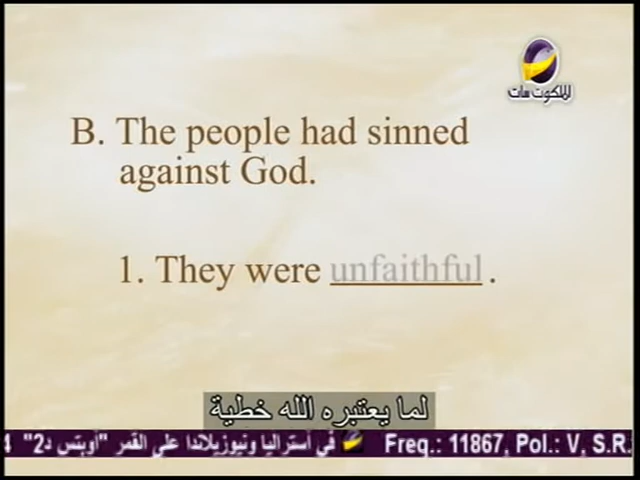 الملكوت سات
B. The people had sinned
against God.
1. They were unfaithful.
لما يعتبره الله خطية
4 في أستراليا ونيوزيلاندا على القمر "أوبتس د2" Freq.: 11867, Pol.: V, S.R.